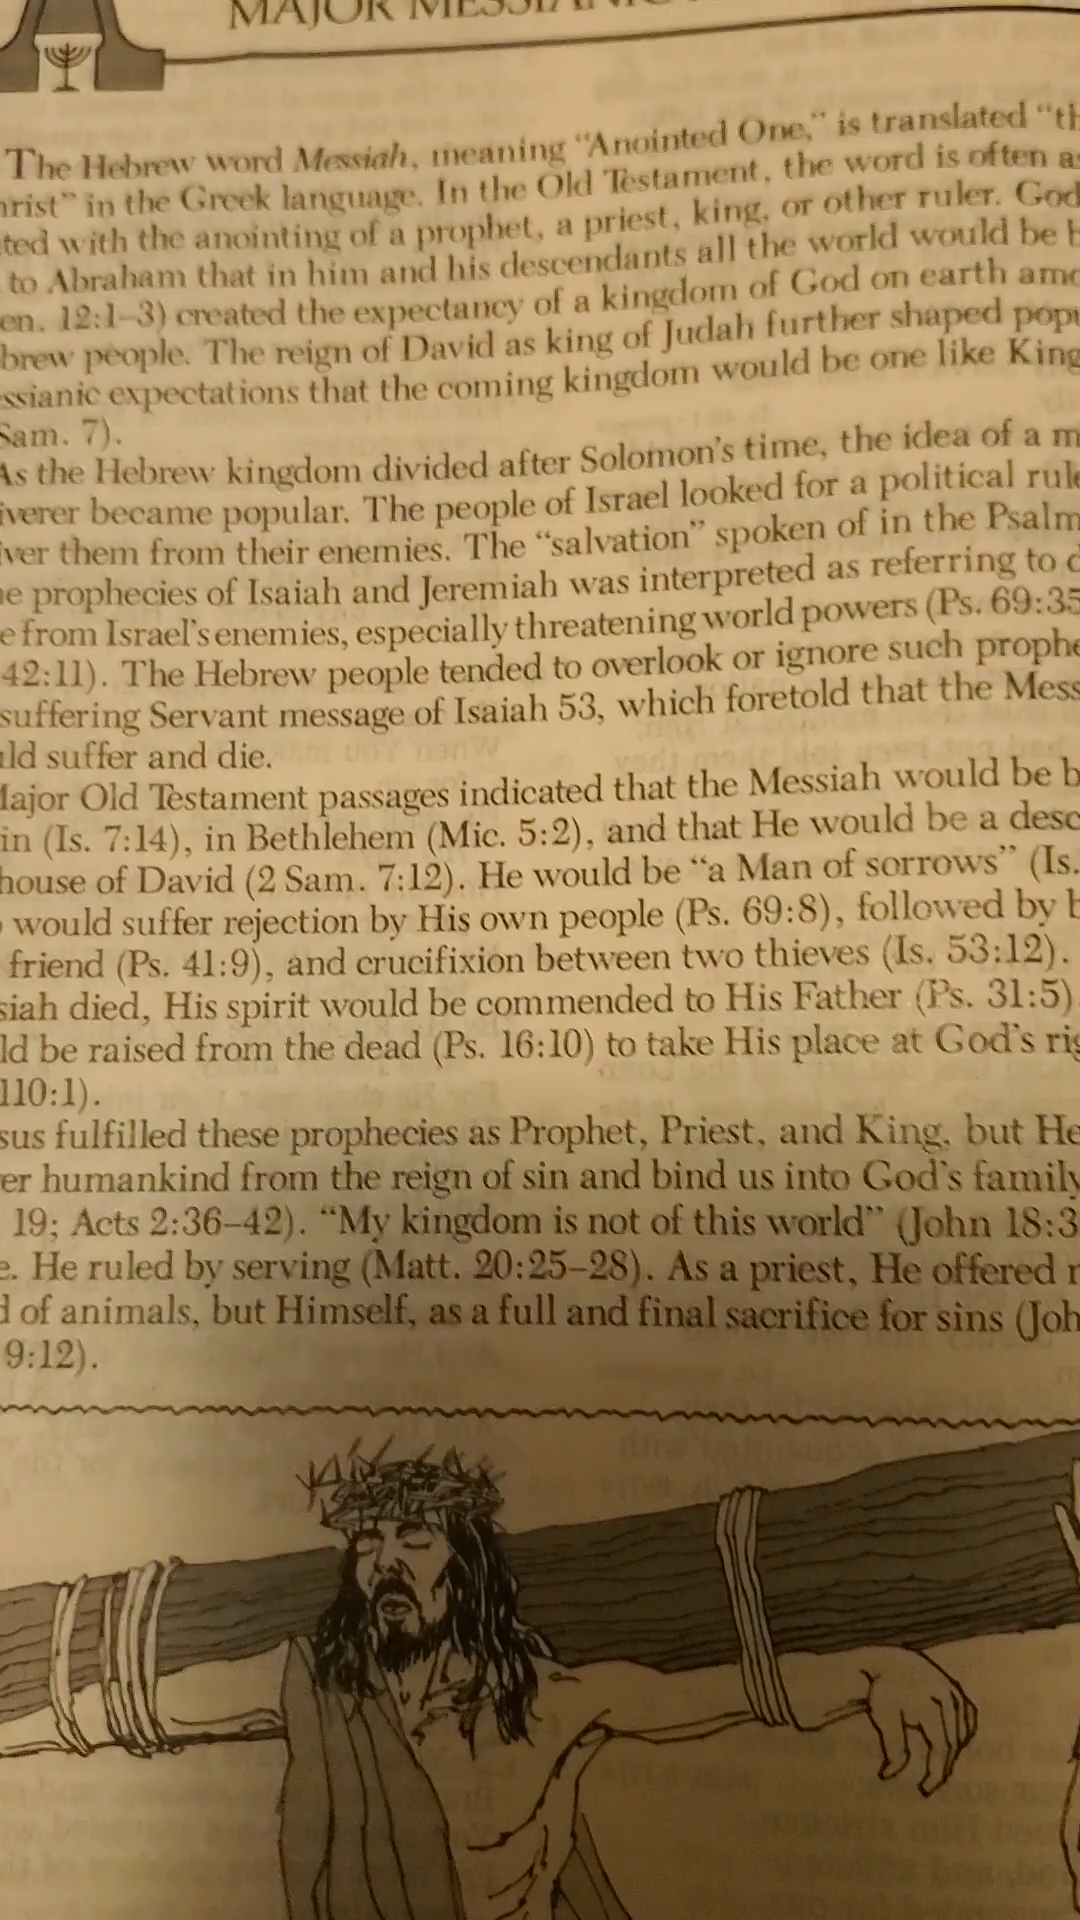 MAJOR MESSIANIC
The Hebrew word Messiah, meaning "Anointed One," is translated "th
hrist" in the Greek language. In the Old Testament, the word is often as
ted with the anointing of a prophet, a priest, king, or other ruler. God
to Abraham that in him and his descendants all the world would be b
en. 12:1–3) created the expectancy of a kingdom of God on earth amo
brew people. The reign of David as king of Judah further shaped popu
ssianic expectations that the coming kingdom would be one like King
Sam. 7).
As the Hebrew kingdom divided after Solomon's time, the idea of a m
iverer became popular. The people of Israel looked for a political rule
iver them from their enemies. The "salvation" spoken of in the Psalm
he prophecies of Isaiah and Jeremiah was interpreted as referring to d
e from Israel's enemies, especially threatening world powers (Ps. 69:35
42:11). The Hebrew people tended to overlook or ignore such prophe
suffering Servant message of Isaiah 53, which foretold that the Mess
uld suffer and die.
Major Old Testament passages indicated that the Messiah would be b
in (Is. 7:14), in Bethlehem (Mic. 5:2), and that He would be a desc
house of David (2 Sam. 7:12). He would be "a Man of sorrows" (Is.
would suffer rejection by His own people (Ps. 69:8), followed by b
friend (Ps. 41:9), and crucifixion between two thieves (Is. 53:12).
siah died, His spirit would be commended to His Father (Ps. 31:5)
ld be raised from the dead (Ps. 16:10) to take His place at God's rig
110:1).
sus fulfilled these prophecies as Prophet, Priest, and King, but He
er humankind from the reign of sin and bind us into God's family
19; Acts 2:36–42). "My kingdom is not of this world" (John 18:3
e. He ruled by serving (Matt. 20:25–28). As a priest, He offered n
d of animals, but Himself, as a full and final sacrifice for sins (Joh
9:12).